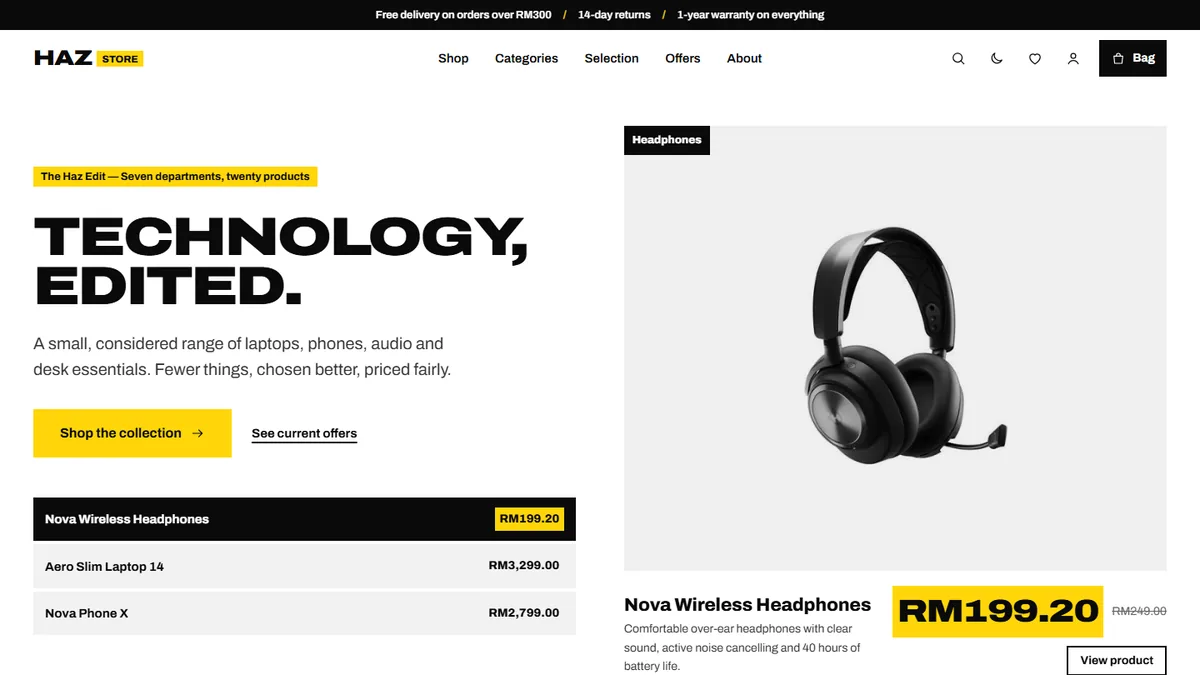 Free delivery on orders over RM300 / 14-day returns / 1-year warranty on everything
HAZ STORE
Shop Categories Selection Offers About
Bag
Headphones
The Haz Edit — Seven departments, twenty products
TECHNOLOGY,
EDITED.
A small, considered range of laptops, phones, audio and
desk essentials. Fewer things, chosen better, priced fairly.
Shop the collection →
See current offers
Nova Wireless Headphones RM199.20
Aero Slim Laptop 14 RM3,299.00
Nova Phone X RM2,799.00
Nova Wireless Headphones
Comfortable over-ear headphones with clear
sound, active noise cancelling and 40 hours of
battery life.
RM199.20 RM249.00
View product